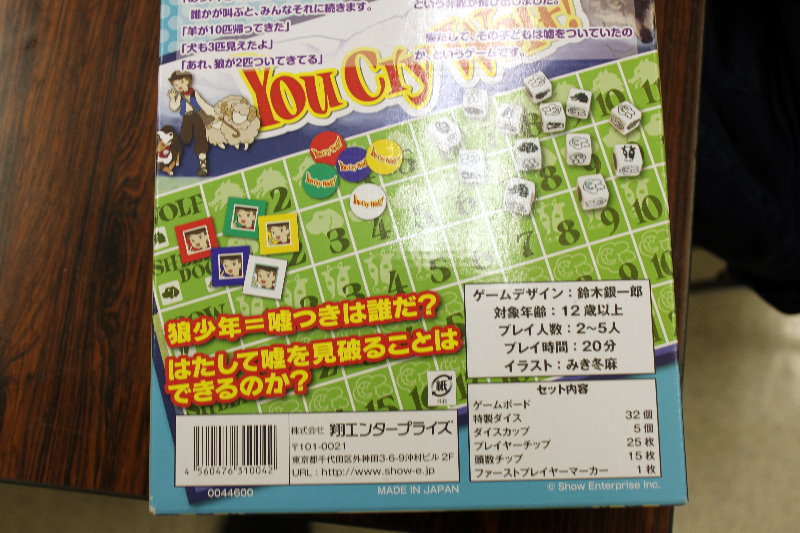 誰かが叫ぶと、みんなそれに続きます。
「羊が10匹帰ってきた」
「犬も3匹見えたよ」
「あれ、狼が2匹ついてきてる」
果たして、その子どもは嘘をついていたの
か、というゲームです。
You Cry Wolf!
狼少年=嘘つきは誰だ?
はたして嘘を見破ることは
できるのか?
ゲームデザイン:鈴木銀一郎
対象年齢:12歳以上
プレイ人数:2~5人
プレイ時間:20分
イラスト:みき冬麻
紙
セット内容
ゲームボード
特製ダイス 32個
ダイスカップ 5個
プレイヤーチップ 25枚
頭数チップ 15枚
ファーストプレイヤーマーカー 1枚
株式会社 翔エンタープライズ
〒101-0021
東京都千代田区外神田3-6-9沖村ビル 2F
URL:http://www.show-e.jp
4 560476 310042
0044600
MADE IN JAPAN
© Show Enterprise Inc.